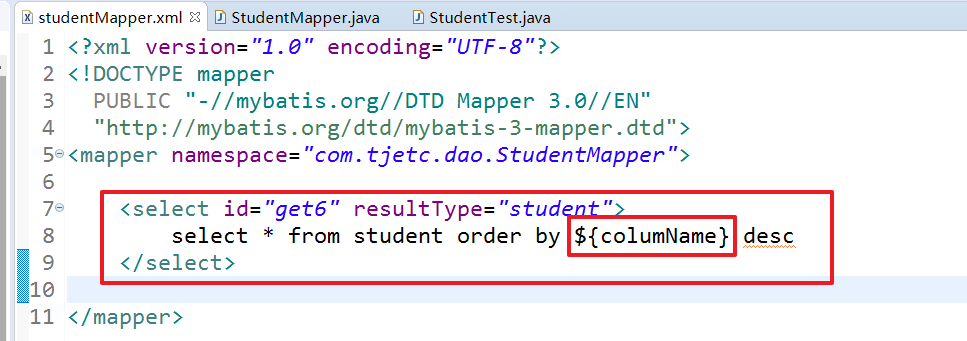 studentMapper.xml StudentMapper.java StudentTest.java
1 <?xml version="1.0" encoding="UTF-8"?>
2 <!DOCTYPE mapper
3 PUBLIC "-//mybatis.org//DTD Mapper 3.0//EN"
4 "http://mybatis.org/dtd/mybatis-3-mapper.dtd">
5 <mapper namespace="com.tjetc.dao.StudentMapper">
6
7 <select id="get6" resultType="student">
8 select * from student order by ${columName} desc
9 </select>
10
11 </mapper>